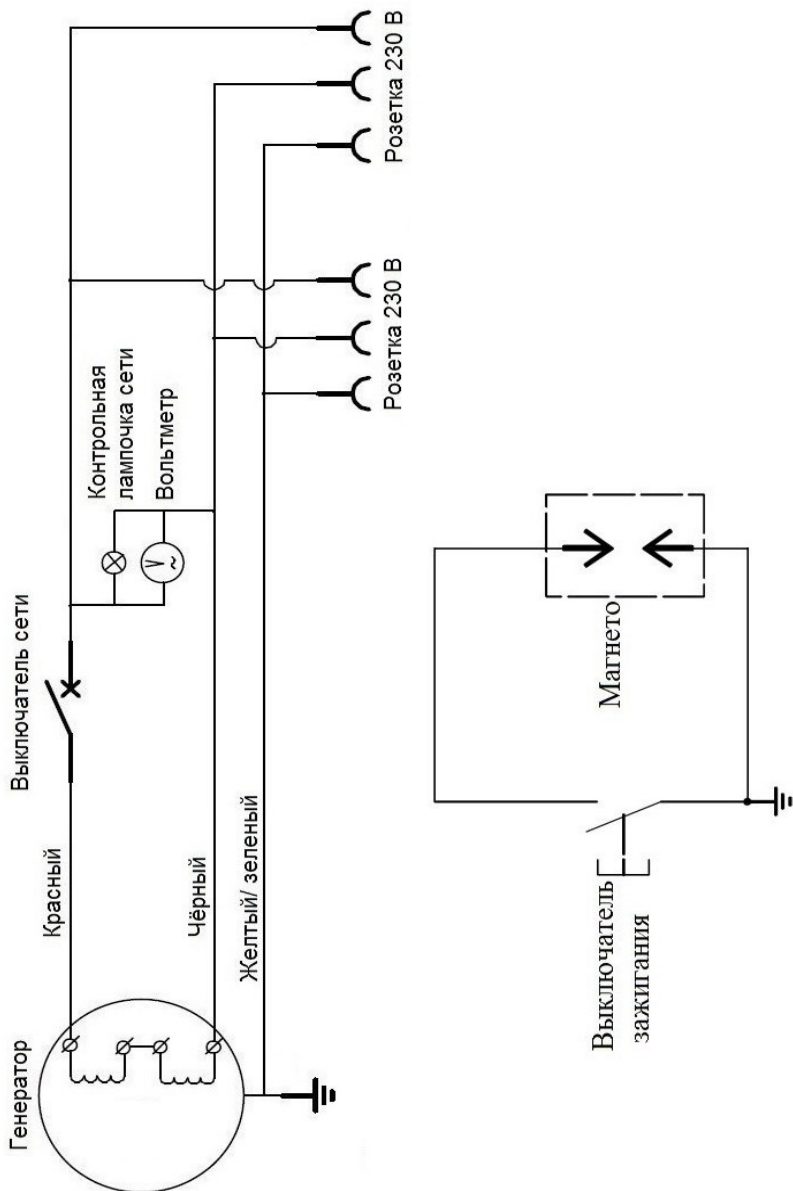 Генератор
Красный
Чёрный
Желтый/ зеленый
Выключатель сети
Контрольная
лампочка сети
Вольтметр
V
~
Розетка 230 В
Розетка 230 В
Выключатель
зажигания
Магнето